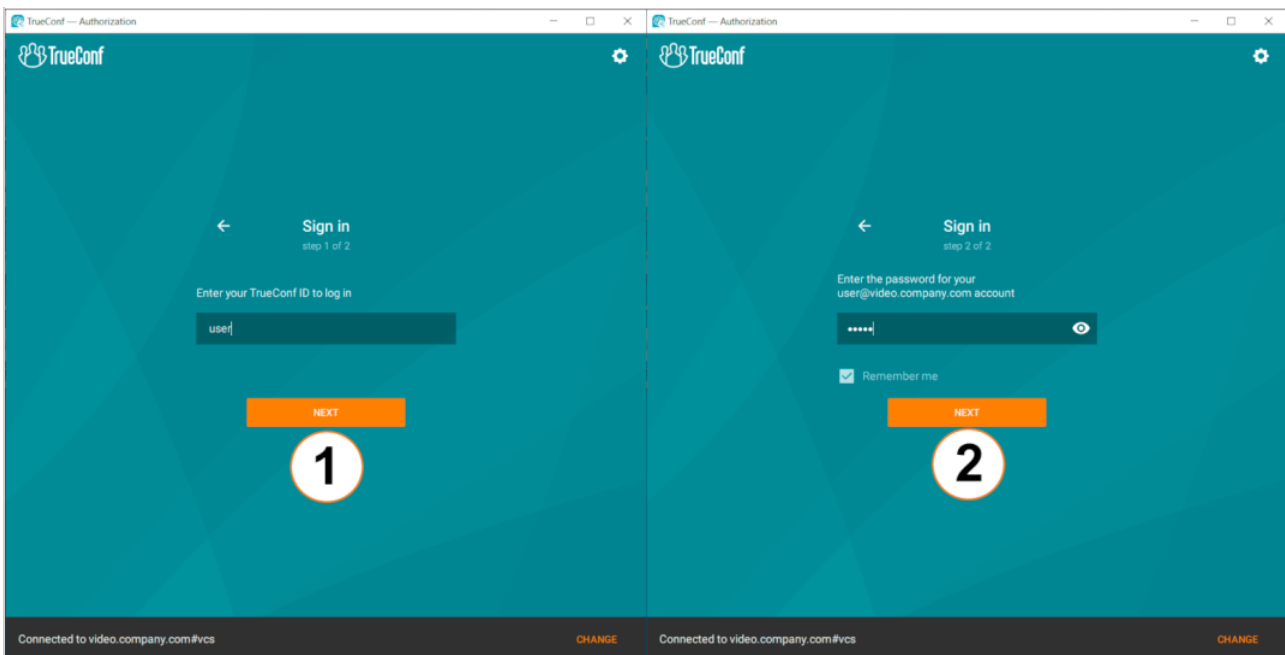 TrueConf — Authorization
TrueConf
Sign in
step 1 of 2
Enter your TrueConf ID to log in
user
NEXT
1
Connected to video.company.com#vcs
CHANGE
TrueConf — Authorization
TrueConf
Sign in
step 2 of 2
Enter the password for your
user@video.company.com account
•••••
Remember me
NEXT
2
Connected to video.company.com#vcs
CHANGE